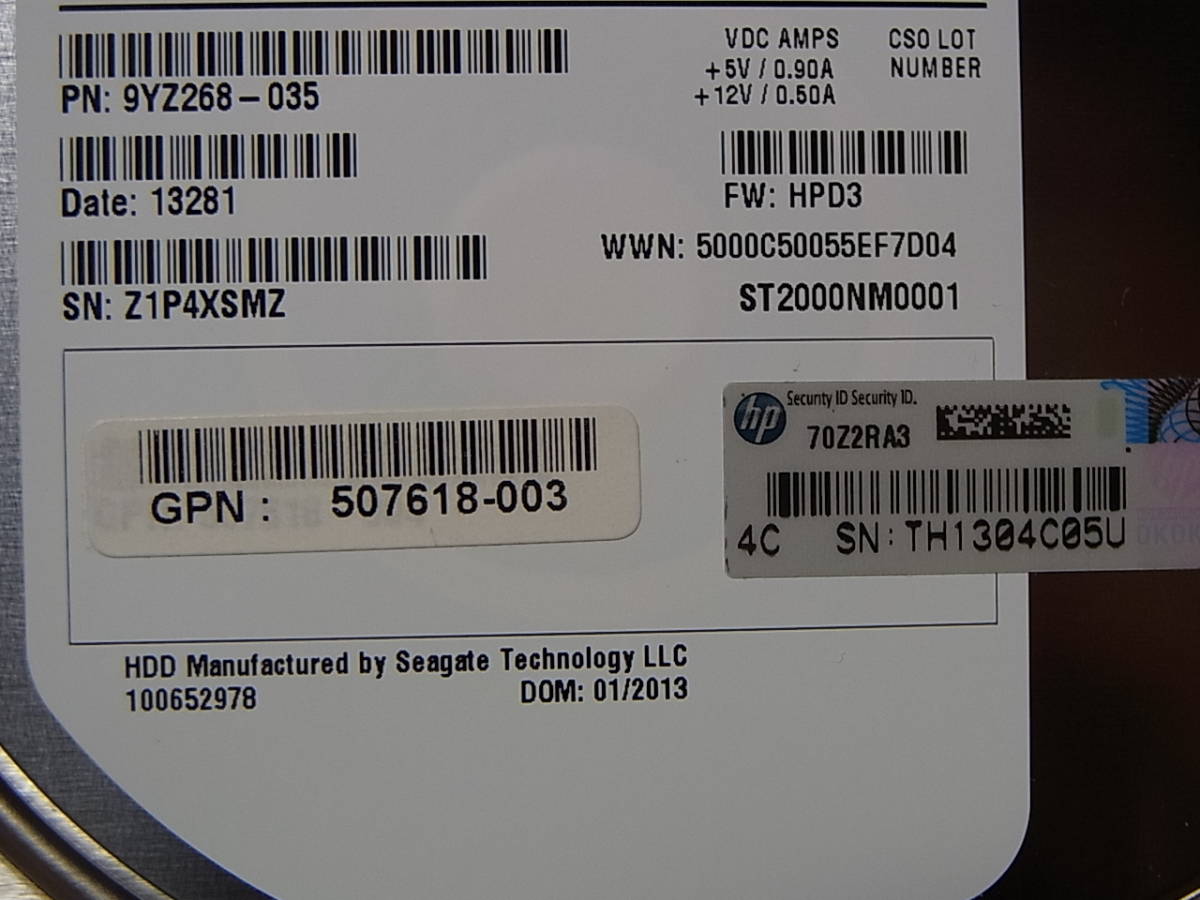 PN: 9YZ268-035
VDC AMPS
+5V / 0.90A
+12V / 0.50A
CSO LOT
NUMBER
Date: 13281
FW: HPD3
SN: Z1P4XSMZ
WWN: 5000C50055EF7D04
ST2000NM0001
GPN : 507618-003
hp
Security ID Security ID.
70Z2RA3
4C SN:TH1304C05U
HDD Manufactured by Seagate Technology LLC
100652978 DOM: 01/2013